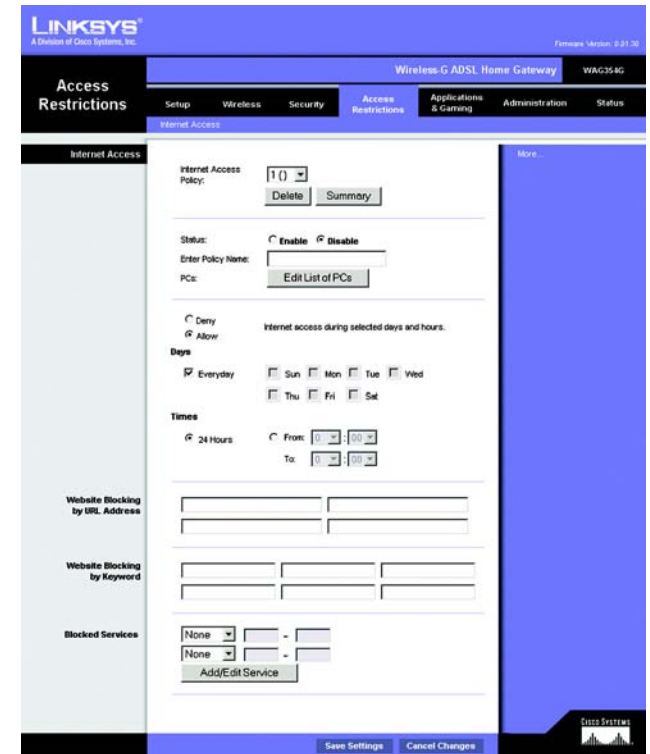 LINKSYS®
A Division of Cisco Systems, Inc.
Firmware Version: 0.01.30
Wireless-G ADSL Home Gateway WAG354G
Access Restrictions
Setup Wireless Security Access Restrictions Applications & Gaming Administration Status
Internet Access
Internet Access
More...
Internet Access Policy: 1 ()
Delete Summary
Status: Enable Disable
Enter Policy Name:
PCs: Edit List of PCs
Deny
Allow
Internet access during selected days and hours.
Days
Everyday Sun Mon Tue Wed
Thu Fri Sat
Times
24 Hours From: 0 : 00
To: 0 : 00
Website Blocking by URL Address
Website Blocking by Keyword
Blocked Services
None -
None -
Add/Edit Service
CISCO SYSTEMS
Save Settings Cancel Changes